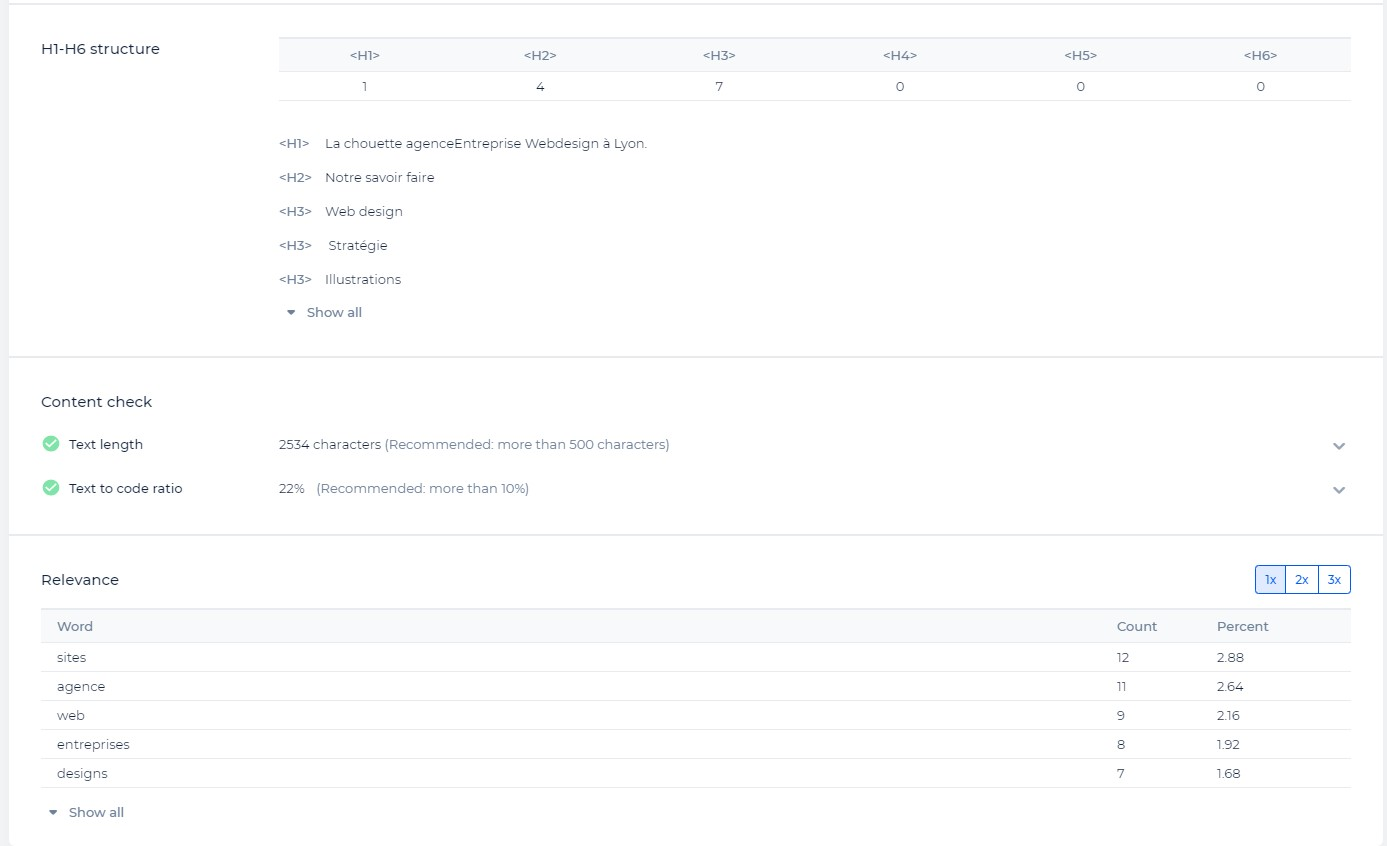 H1-H6 structure
<H1> <H2> <H3> <H4> <H5> <H6>
1 4 7 0 0 0
<H1> La chouette agenceEntreprise Webdesign à Lyon.
<H2> Notre savoir faire
<H3> Web design
<H3> Stratégie
<H3> Illustrations
Show all
Content check
Text length 2534 characters (Recommended: more than 500 characters)
Text to code ratio 22% (Recommended: more than 10%)
Relevance 1x 2x 3x
Word Count Percent
sites 12 2.88
agence 11 2.64
web 9 2.16
entreprises 8 1.92
designs 7 1.68
Show all